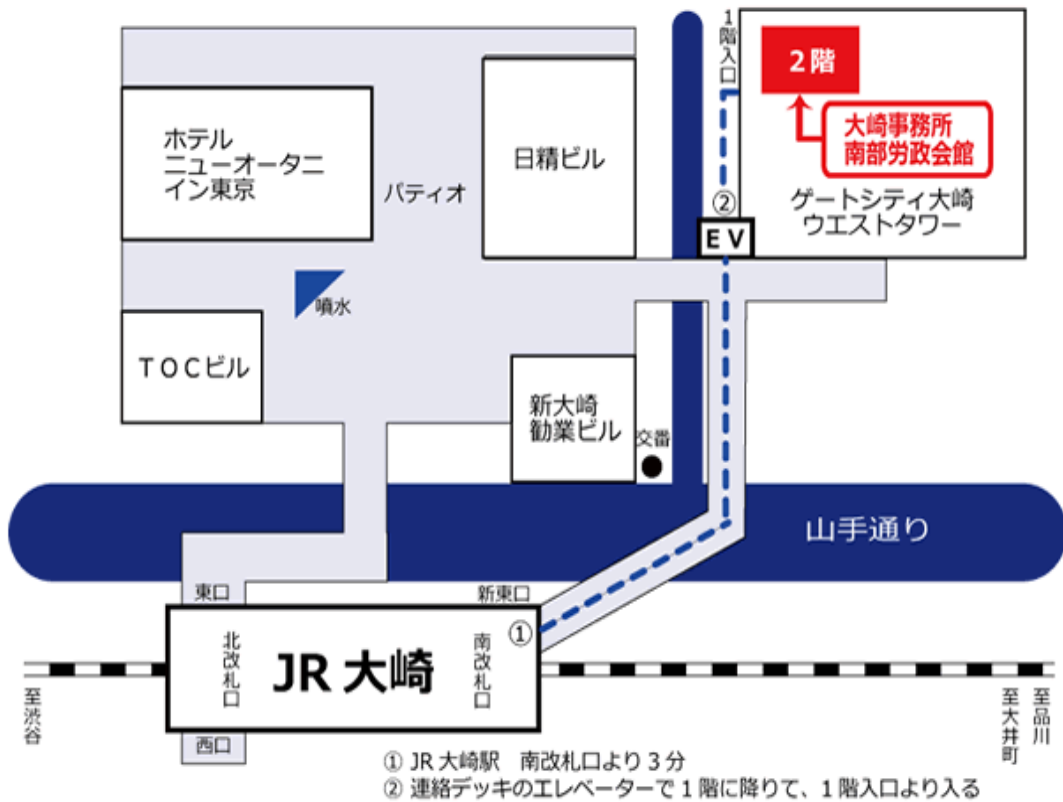 1階入口
2階
大崎事務所
南部労政会館
ホテル
ニューオータニ
イン東京
パティオ
日精ビル
②
ゲートシティ大崎
ウエストタワー
EV
噴水
TOCビル
新大崎
勧業ビル
交番
山手通り
東口
新東口
①
北改札口
JR 大崎
南改札口
至渋谷
至大井町
至品川
西口
① JR 大崎駅　南改札口より 3 分
② 連絡デッキのエレベーターで 1 階に降りて、1 階入口より入る